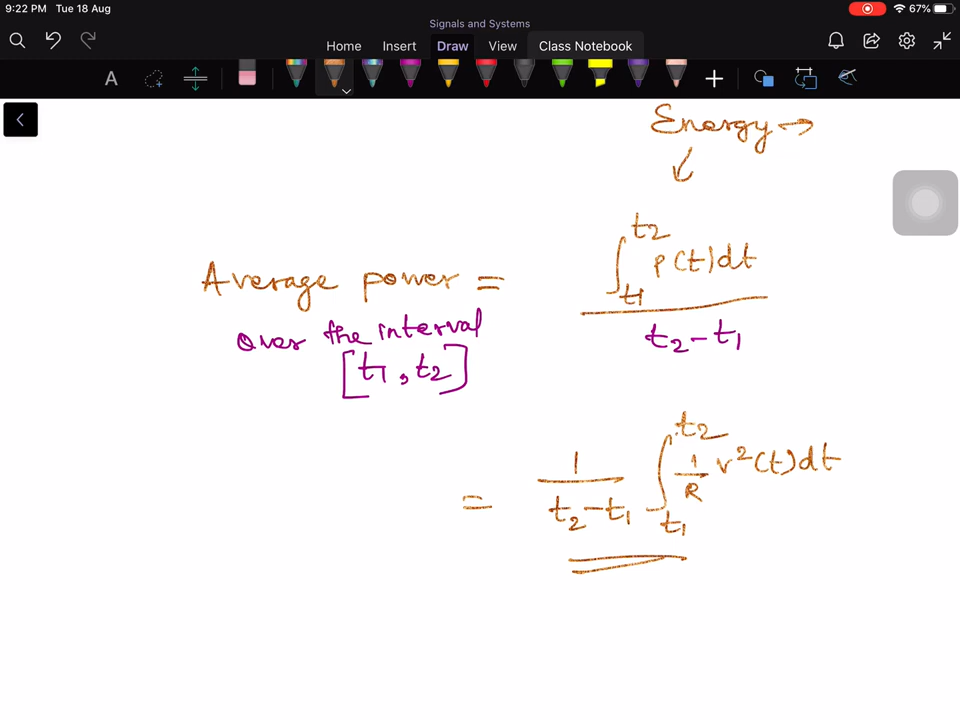 9:22 PM Tue 18 Aug
67%
Signals and Systems
Home Insert Draw View Class Notebook
A
Energy →
↓
Average power = ∫_{t1}^{t2} p(t)dt / (t2 - t1)
over the interval
[t1, t2]
= 1/(t2 - t1) ∫_{t1}^{t2} 1/R v²(t)dt